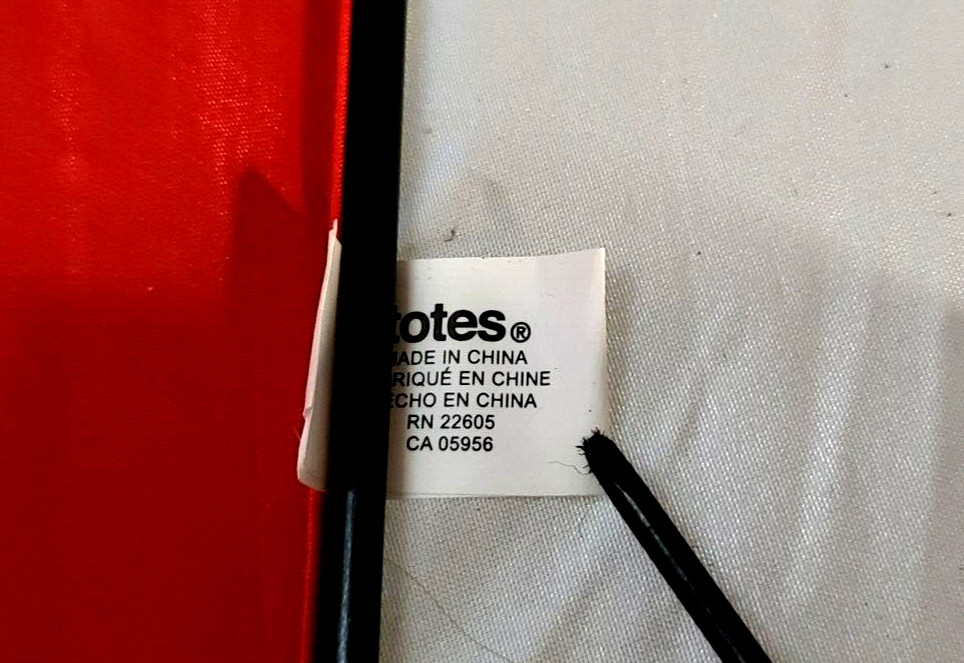 totes®
MADE IN CHINA
RIQUÉ EN CHINE
ECHO EN CHINA
RN 22605
CA 05956